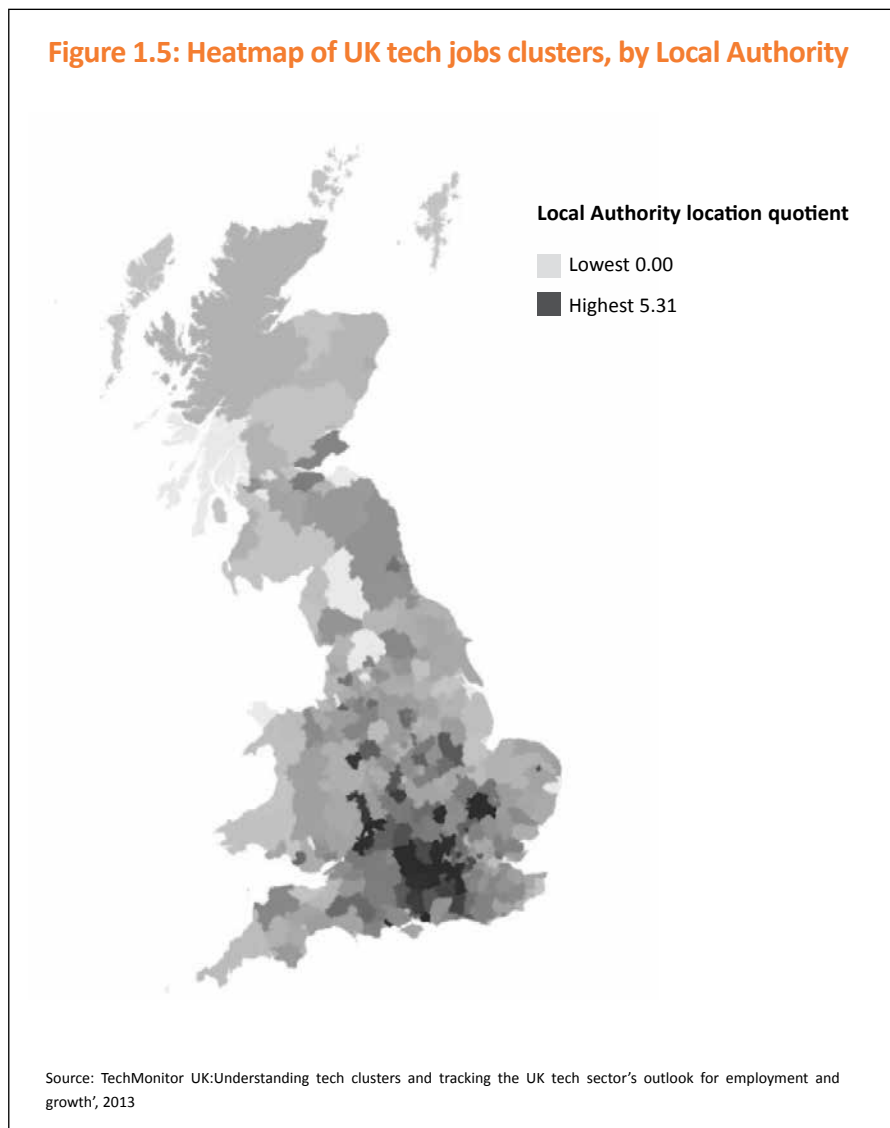 Figure 1.5: Heatmap of UK tech jobs clusters, by Local Authority
Local Authority location quotient
Lowest 0.00
Highest 5.31
Source: TechMonitor UK:Understanding tech clusters and tracking the UK tech sector’s outlook for employment and
growth’, 2013